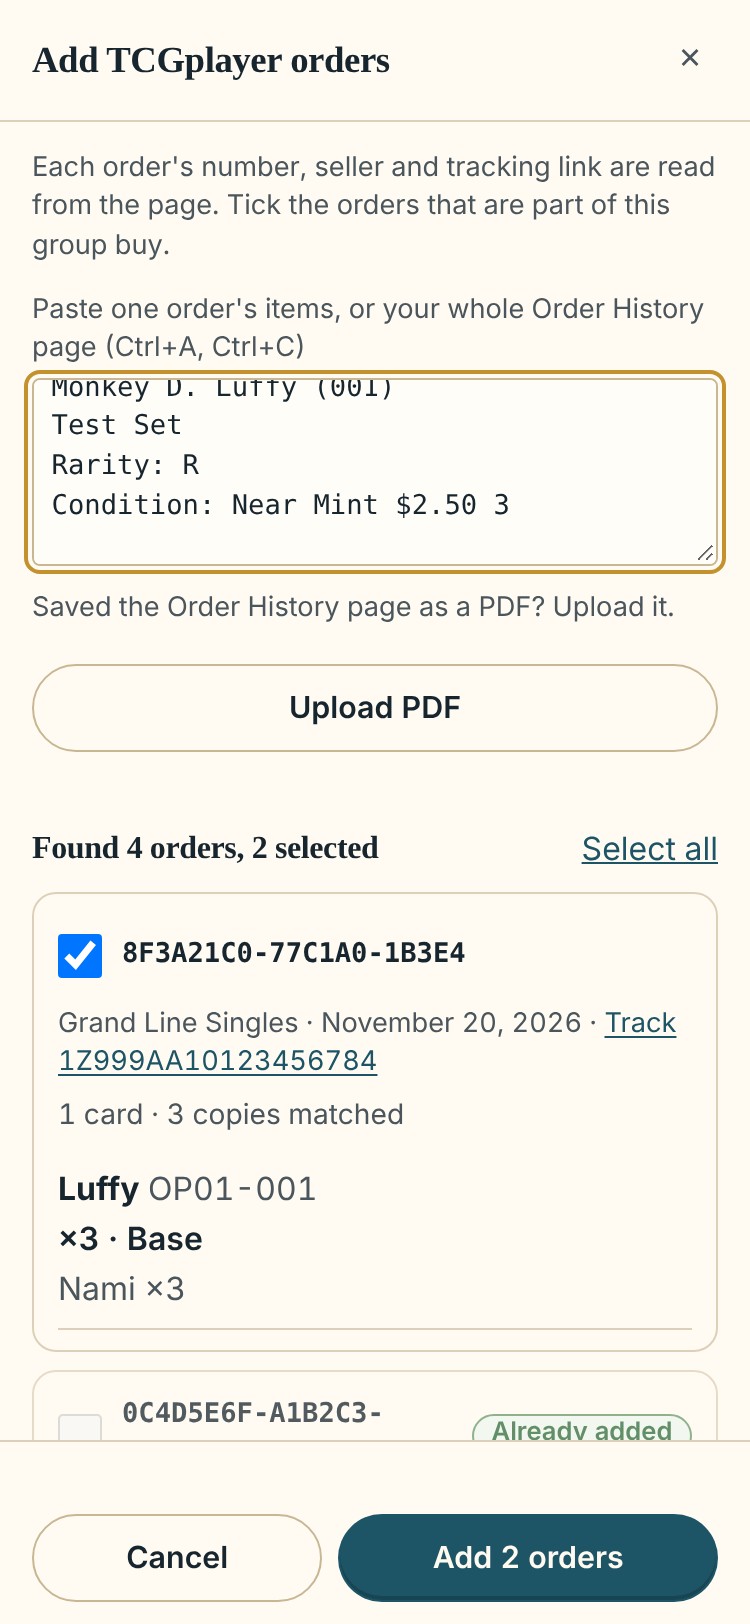 Add TCGplayer orders
×
Each order's number, seller and tracking link are read
from the page. Tick the orders that are part of this
group buy.
Paste one order's items, or your whole Order History
page (Ctrl+A, Ctrl+C)
Monkey D. Luffy (001)
Test Set
Rarity: R
Condition: Near Mint $2.50 3
Saved the Order History page as a PDF? Upload it.
Upload PDF
Found 4 orders, 2 selected
Select all
8F3A21C0-77C1A0-1B3E4
Grand Line Singles · November 20, 2026 · Track
1Z999AA10123456784
1 card · 3 copies matched
Luffy OP01-001
×3 · Base
Nami ×3
0C4D5E6F-A1B2C3-
Already added
Cancel
Add 2 orders